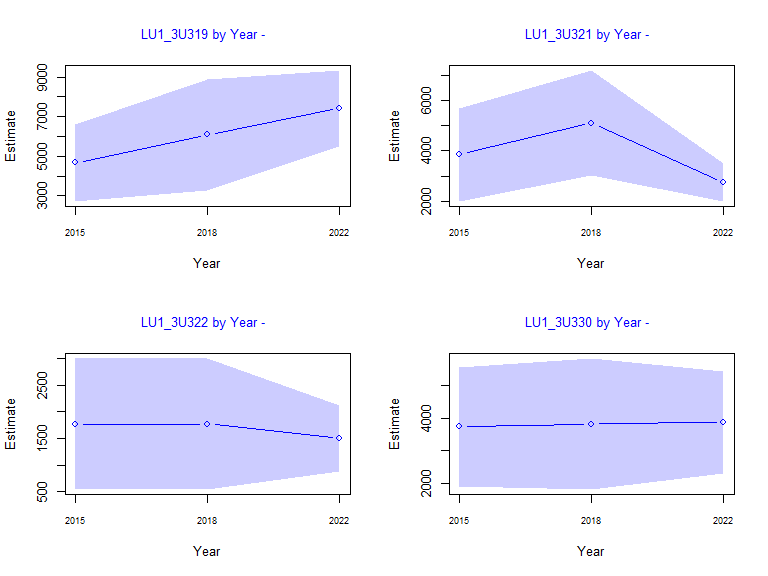 LU1_3U319 by Year -
Estimate
3000 5000 7000 9000
2015 2018 2022
Year
LU1_3U321 by Year -
Estimate
2000 4000 6000
2015 2018 2022
Year
LU1_3U322 by Year -
Estimate
500 1500 2500
2015 2018 2022
Year
LU1_3U330 by Year -
Estimate
2000 4000
2015 2018 2022
Year